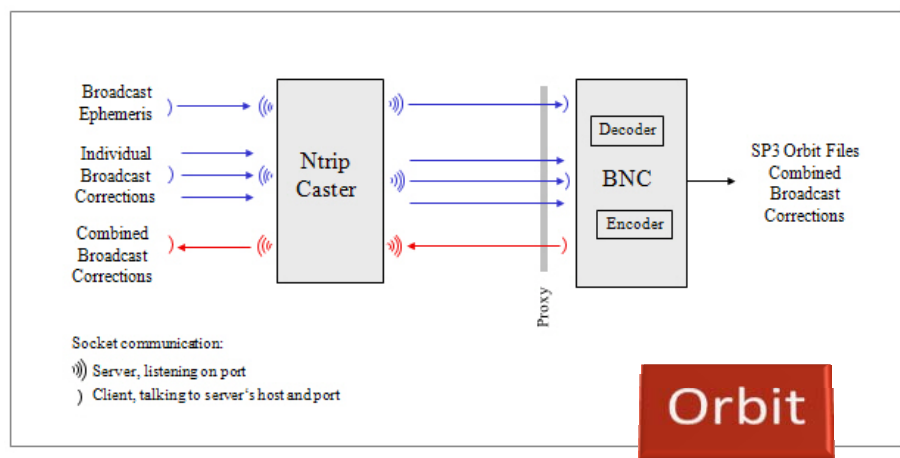 Broadcast
Ephemeris
Individual
Broadcast
Corrections
Combined
Broadcast
Corrections
Ntrip
Caster
Proxy
Decoder
BNC
Encoder
SP3 Orbit Files
Combined
Broadcast
Corrections
Socket communication:
Server, listening on port
Client, talking to server‘s host and port
Orbit